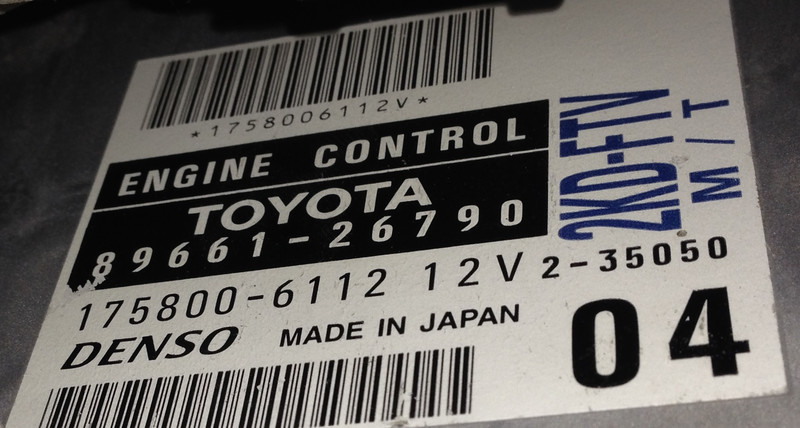 *1758006112V*
ENGINE CONTROL
TOYOTA
89661-26790
175800-6112 12V
2-35050
DENSO MADE IN JAPAN
04
2KD-FTV
M/T